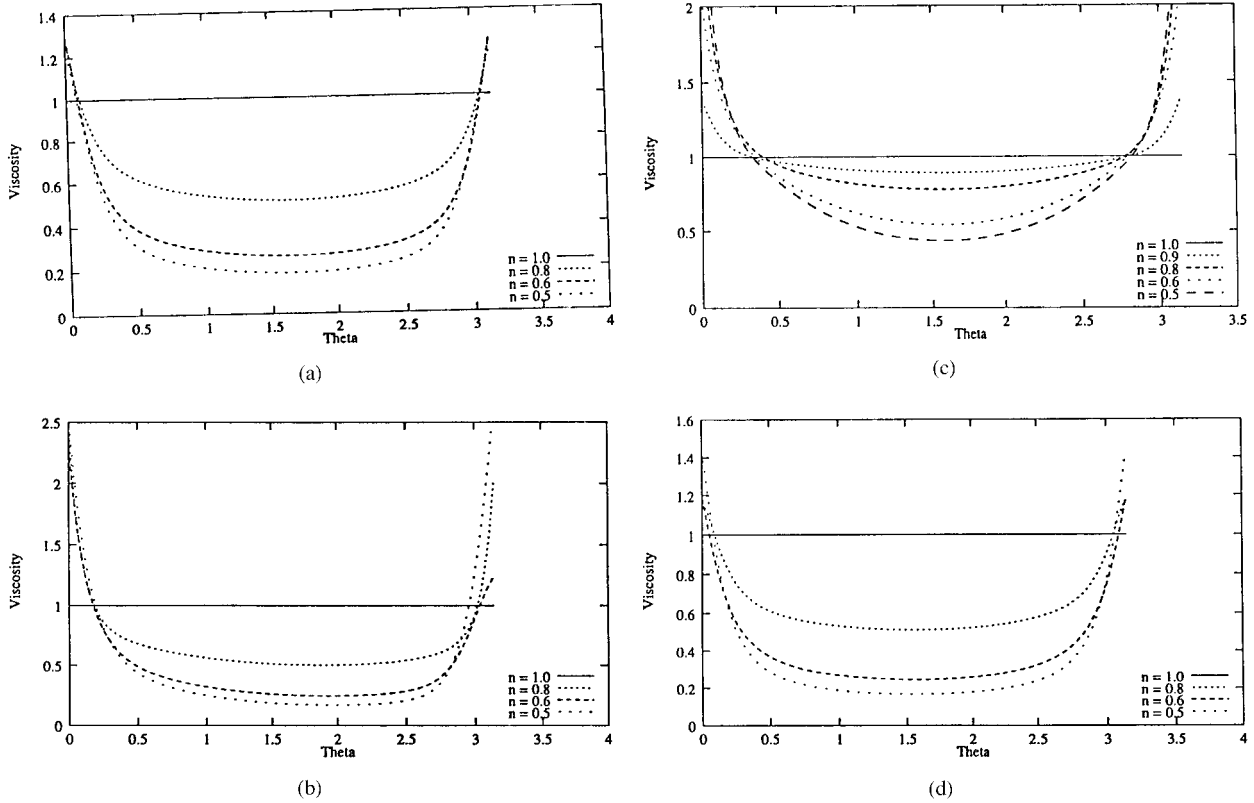 1.4
1.2
1
0.8
0.6
0.4
0.2
0
Viscosity
0 0.5 1 1.5 2 2.5 3 3.5 4
Theta
n = 1.0
n = 0.8
n = 0.6
n = 0.5
(a)
2
1.5
1
0.5
0
Viscosity
0 0.5 1 1.5 2 2.5 3 3.5
Theta
n = 1.0
n = 0.9
n = 0.8
n = 0.6
n = 0.5
(c)
2.5
2
1.5
1
0.5
0
Viscosity
0 0.5 1 1.5 2 2.5 3 3.5 4
Theta
n = 1.0
n = 0.8
n = 0.6
n = 0.5
(b)
1.6
1.4
1.2
1
0.8
0.6
0.4
0.2
0
Viscosity
0 0.5 1 1.5 2 2.5 3 3.5 4
Theta
n = 1.0
n = 0.8
n = 0.6
n = 0.5
(d)